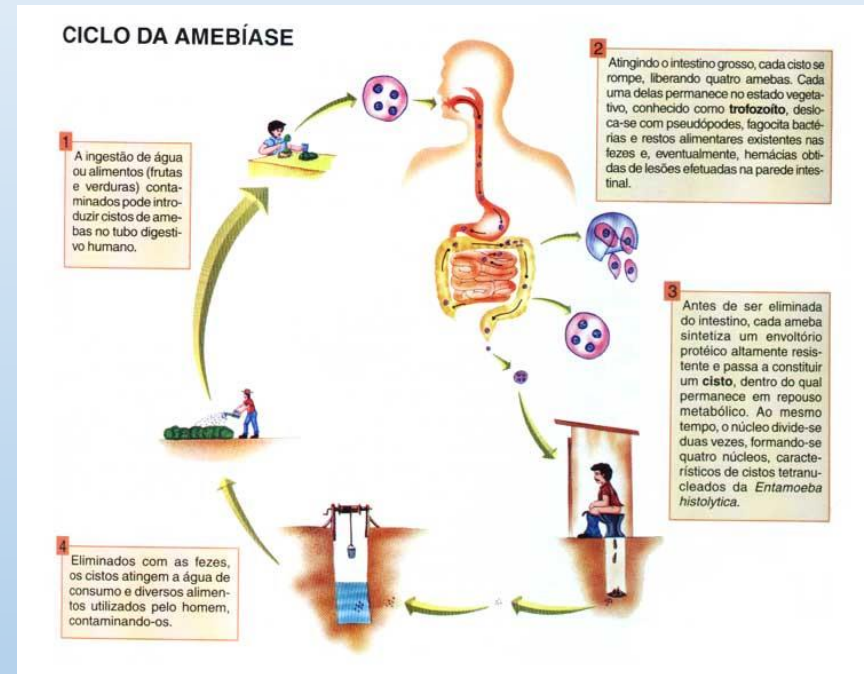 CICLO DA AMEBÍASE
1
A ingestão de água
ou alimentos (frutas
e verduras) conta-
minados pode intro-
duzir cistos de ame-
bas no tubo digesti-
vo humano.
2
Atingindo o intestino grosso, cada cisto se
rompe, liberando quatro amebas. Cada
uma delas permanece no estado vegeta-
tivo, conhecido como trofozoíto, deslo-
ca-se com pseudópodes, fagocita bacté-
rias e restos alimentares existentes nas
fezes e, eventualmente, hemácias obti-
das de lesões efetuadas na parede intes-
tinal.
3
Antes de ser eliminada
do intestino, cada ameba
sintetiza um envoltório
protéico altamente resis-
tente e passa a constituir
um cisto, dentro do qual
permanece em repouso
metabólico. Ao mesmo
tempo, o núcleo divide-se
duas vezes, formando-se
quatro núcleos, caracte-
rísticos de cistos tetranu-
cleados da Entamoeba
histolytica.
4
Eliminados com as fezes,
os cistos atingem a água de
consumo e diversos alimen-
tos utilizados pelo homem,
contaminando-os.